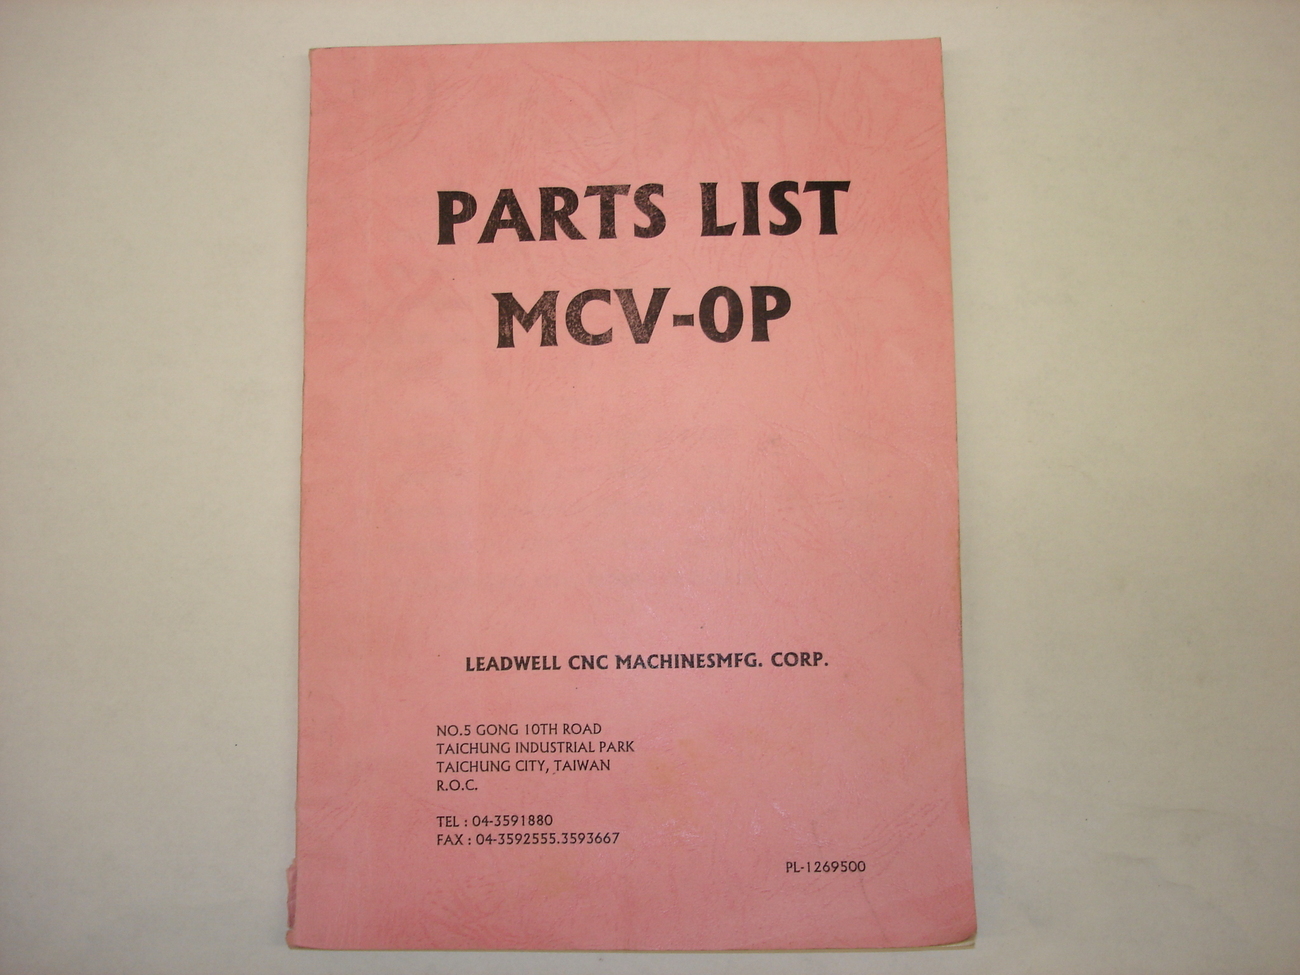 PARTS LIST
MCV-0P
LEADWELL CNC MACHINESMFG. CORP.
NO.5 GONG 10TH ROAD
TAICHUNG INDUSTRIAL PARK
TAICHUNG CITY, TAIWAN
R.O.C.
TEL : 04-3591880
FAX : 04-3592555.3593667
PL-1269500